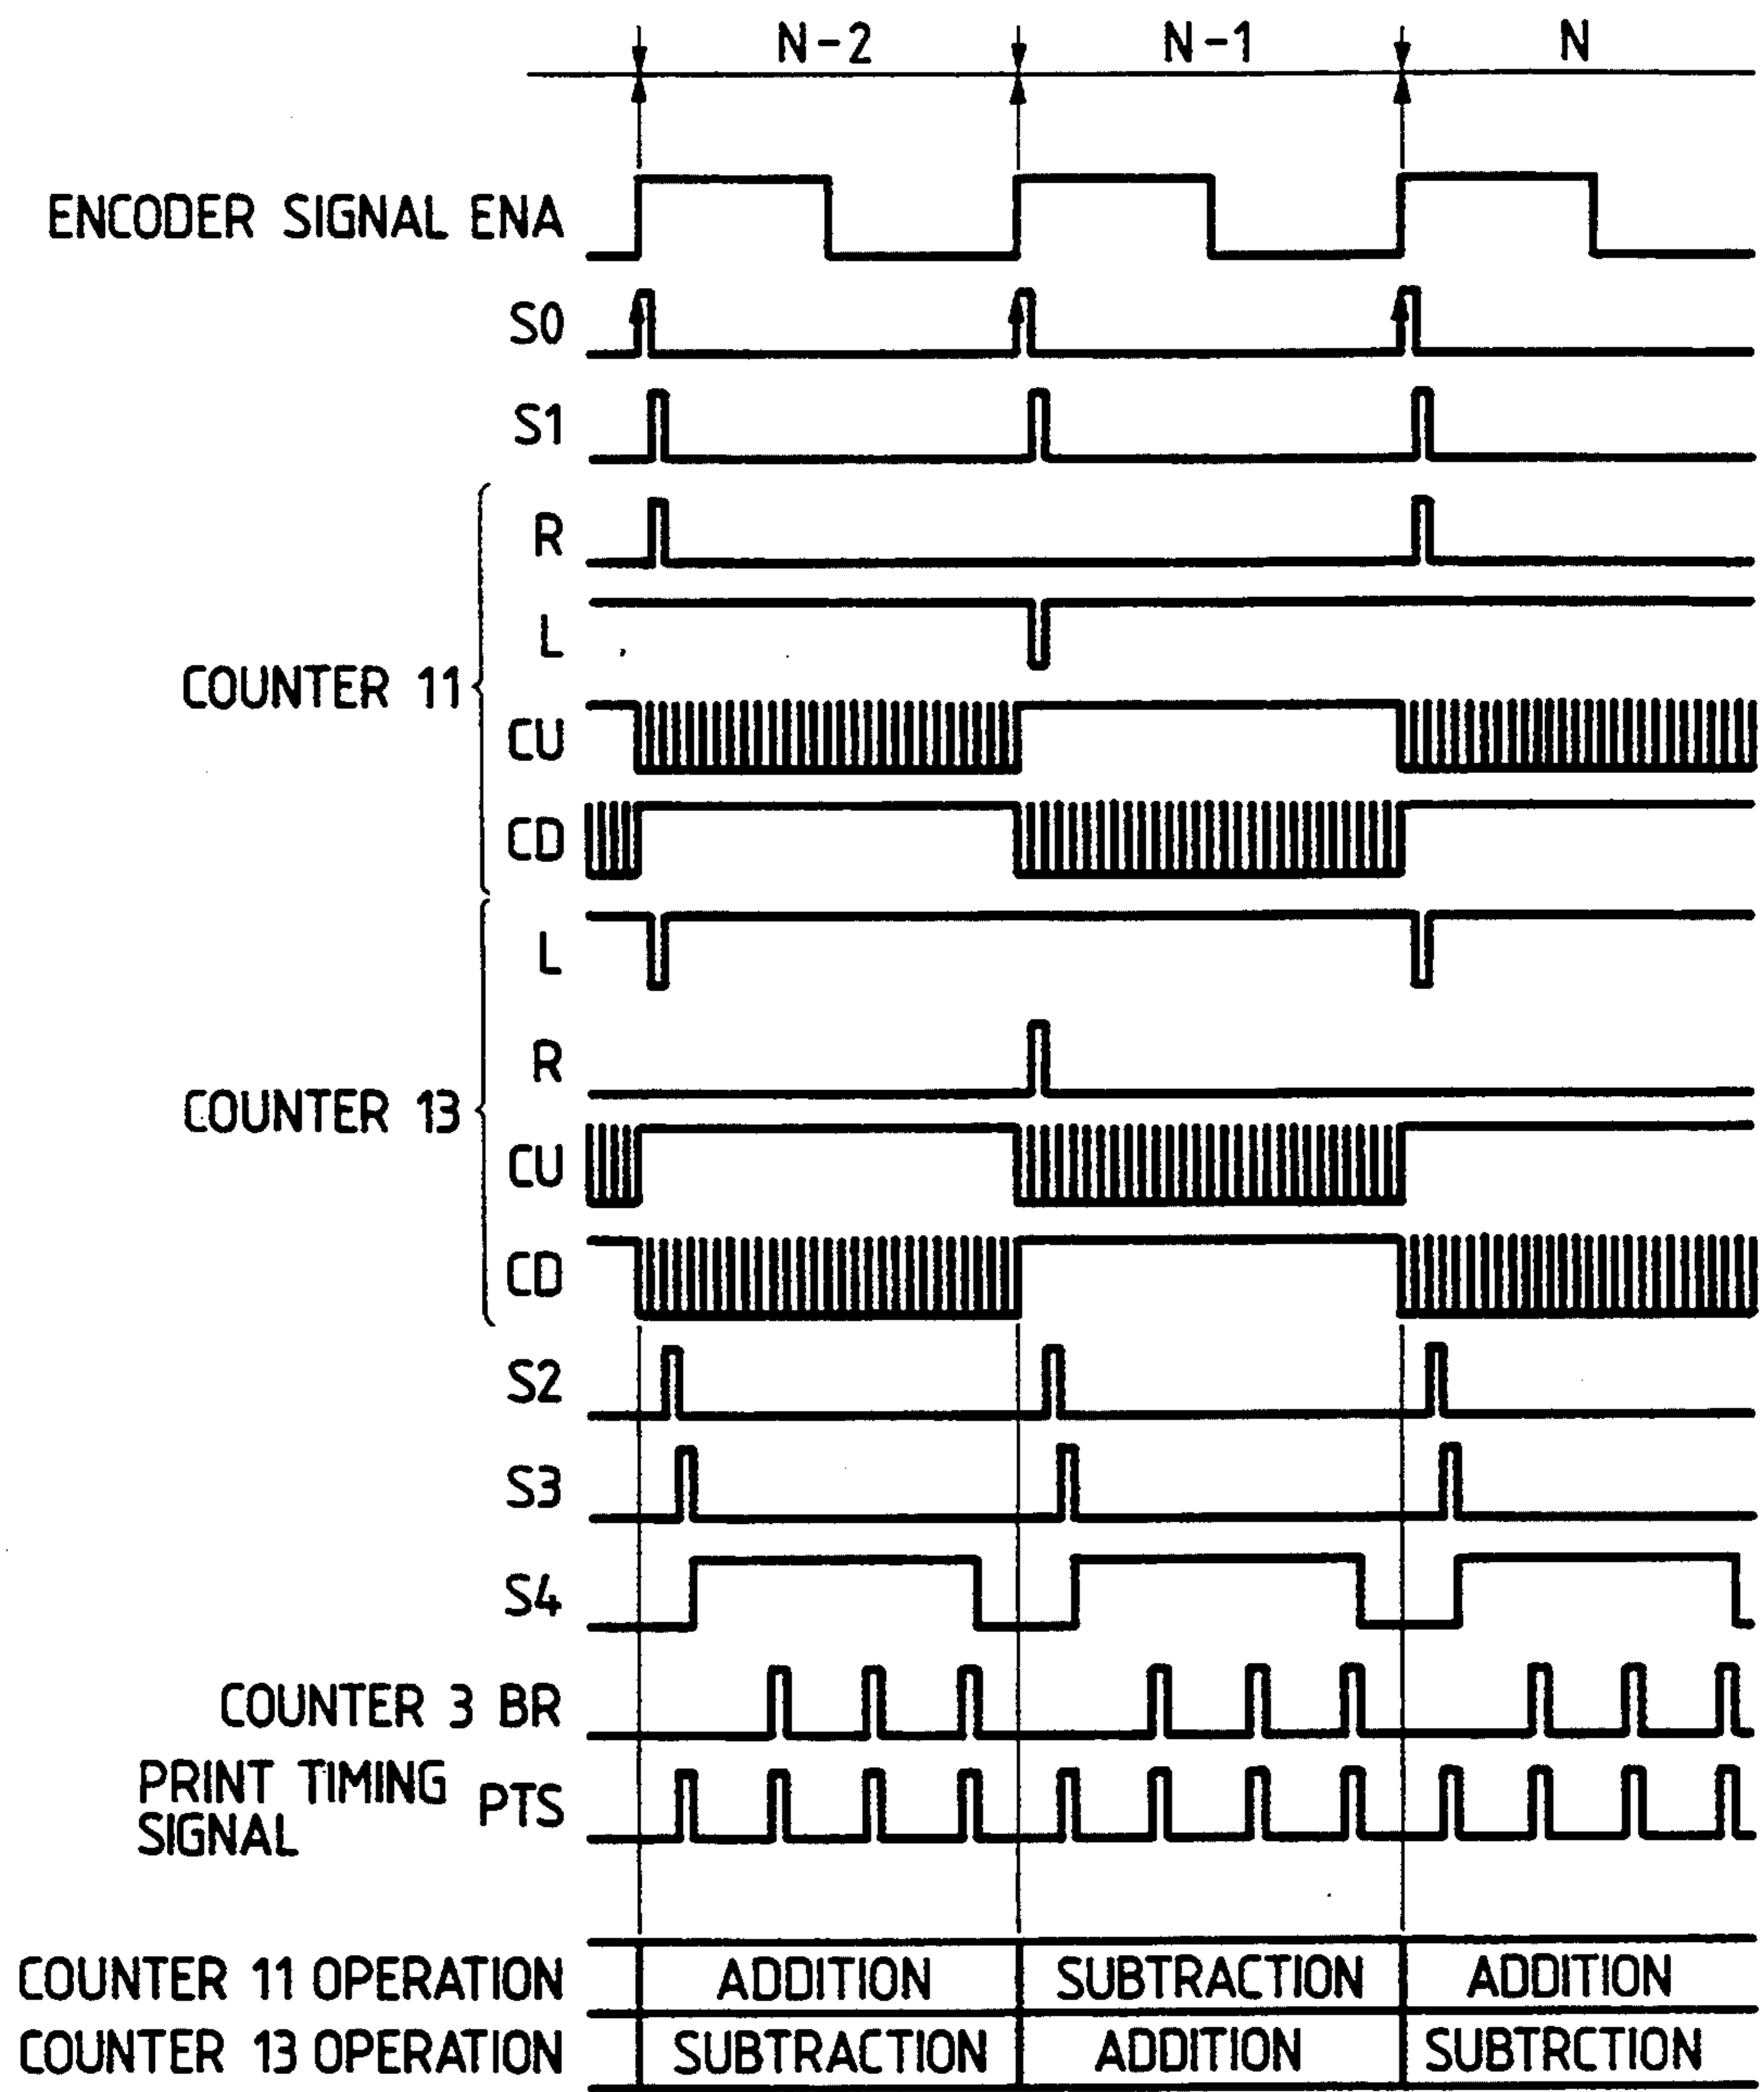 N-2 N-1 N
ENCODER SIGNAL ENA
S0
S1
COUNTER 11
R
L
CU
CD
COUNTER 13
L
R
CU
CD
S2
S3
S4
COUNTER 3 BR
PRINT TIMING SIGNAL PTS
COUNTER 11 OPERATION ADDITION SUBTRACTION ADDITION
COUNTER 13 OPERATION SUBTRACTION ADDITION SUBTRCTION